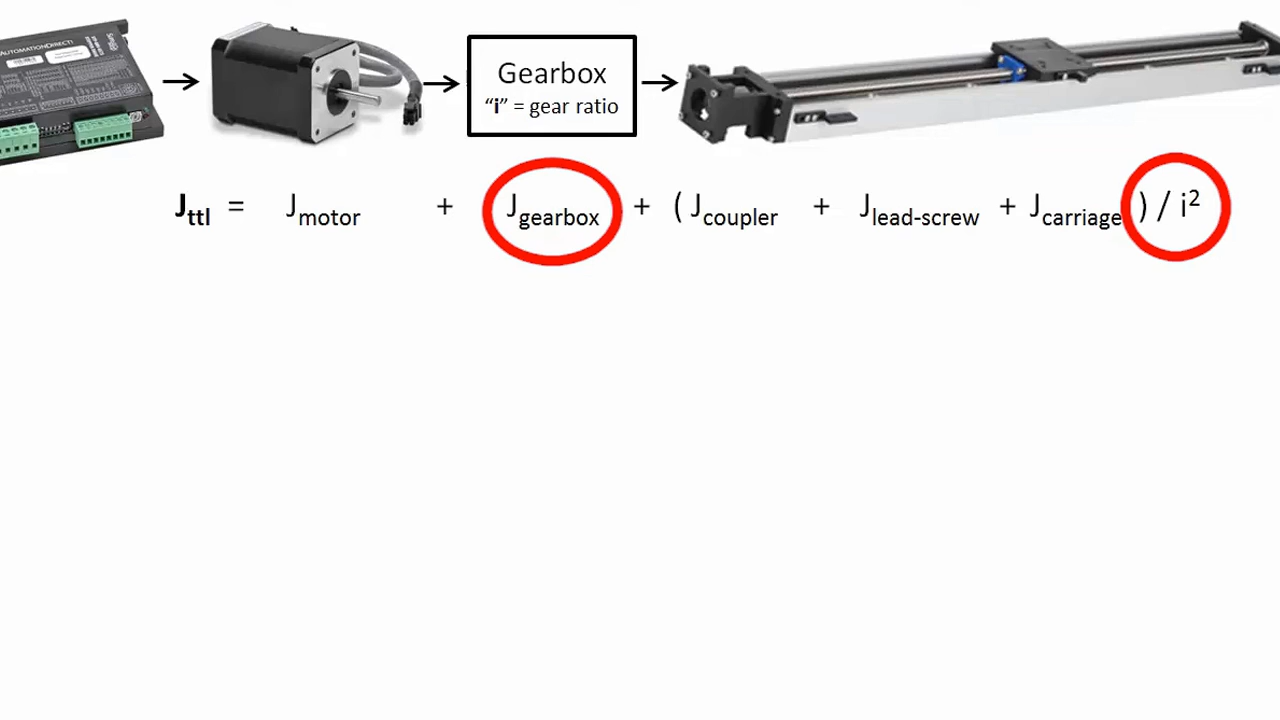 AUTOMATIONDIRECT
Gearbox
“i” = gear ratio
Jttl = Jmotor + Jgearbox + ( Jcoupler + Jlead-screw + Jcarriage ) / i²